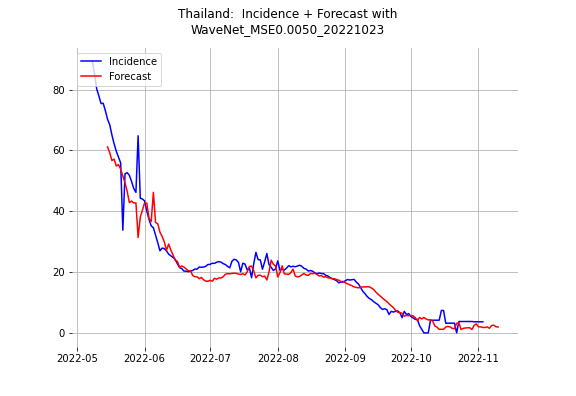 Thailand:  Incidence + Forecast with
WaveNet_MSE0.0050_20221023
Incidence
Forecast
80
60
40
20
0
2022-05 2022-06 2022-07 2022-08 2022-09 2022-10 2022-11